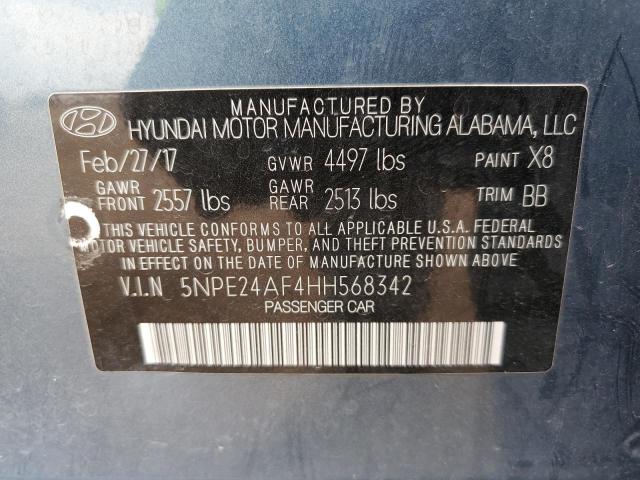 MANUFACTURED BY
HYUNDAI MOTOR MANUFACTURING ALABAMA, LLC
Feb/27/17 GVWR 4497 lbs PAINT X8
GAWR FRONT 2557 lbs GAWR REAR 2513 lbs TRIM BB
THIS VEHICLE CONFORMS TO ALL APPLICABLE U.S.A. FEDERAL
MOTOR VEHICLE SAFETY, BUMPER, AND THEFT PREVENTION STANDARDS
IN EFFECT ON THE DATE OF MANUFACTURE SHOWN ABOVE.
V.I.N 5NPE24AF4HH568342
PASSENGER CAR